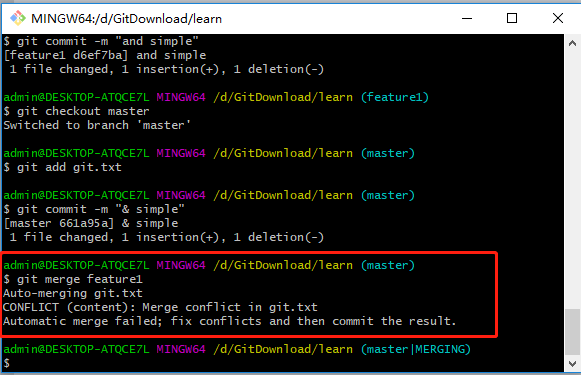 MINGW64:/d/GitDownload/learn
$ git commit -m "and simple"
[feature1 d6ef7ba] and simple
 1 file changed, 1 insertion(+), 1 deletion(-)
admin@DESKTOP-ATQCE7L MINGW64 /d/GitDownload/learn (feature1)
$ git checkout master
Switched to branch 'master'
admin@DESKTOP-ATQCE7L MINGW64 /d/GitDownload/learn (master)
$ git add git.txt
admin@DESKTOP-ATQCE7L MINGW64 /d/GitDownload/learn (master)
$ git commit -m "& simple"
[master 661a95a] & simple
 1 file changed, 1 insertion(+), 1 deletion(-)
admin@DESKTOP-ATQCE7L MINGW64 /d/GitDownload/learn (master)
$ git merge feature1
Auto-merging git.txt
CONFLICT (content): Merge conflict in git.txt
Automatic merge failed; fix conflicts and then commit the result.
admin@DESKTOP-ATQCE7L MINGW64 /d/GitDownload/learn (master|MERGING)
$